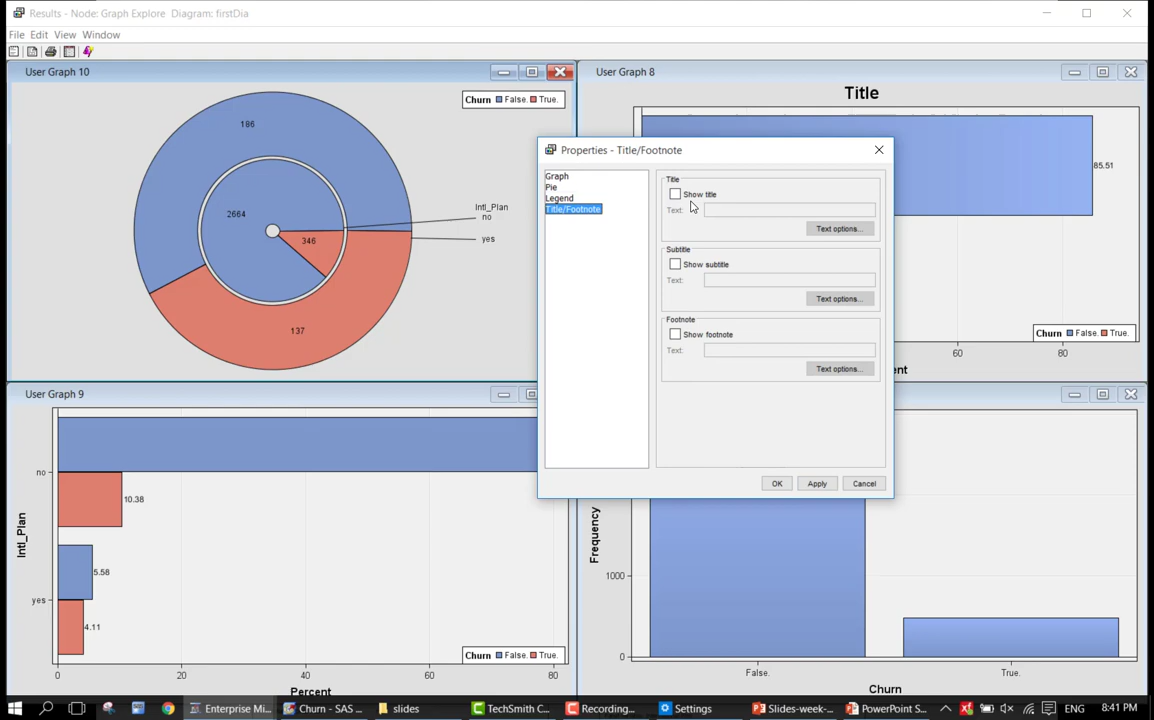 Results - Node: Graph Explore  Diagram: firstDia
File Edit View Window
User Graph 10
Churn False. True.
186
2664
346
137
Intl_Plan
no
yes
User Graph 8
Title
85.51
Churn False. True.
60 80
ent
Properties - Title/Footnote
Graph
Pie
Legend
Title/Footnote
Title
Show title
Text:
Text options...
Subtitle
Show subtitle
Text:
Text options...
Footnote
Show footnote
Text:
Text options...
OK Apply Cancel
User Graph 9
Intl_Plan
no
10.38
5.58
yes
4.11
Churn False. True.
0 20 40 60 80
Percent
Frequency
1000
0
False. True.
Churn
Enterprise Mi... Churn - SAS ... slides TechSmith C... Recording... Settings Slides-week-... PowerPoint S... ENG 8:41 PM